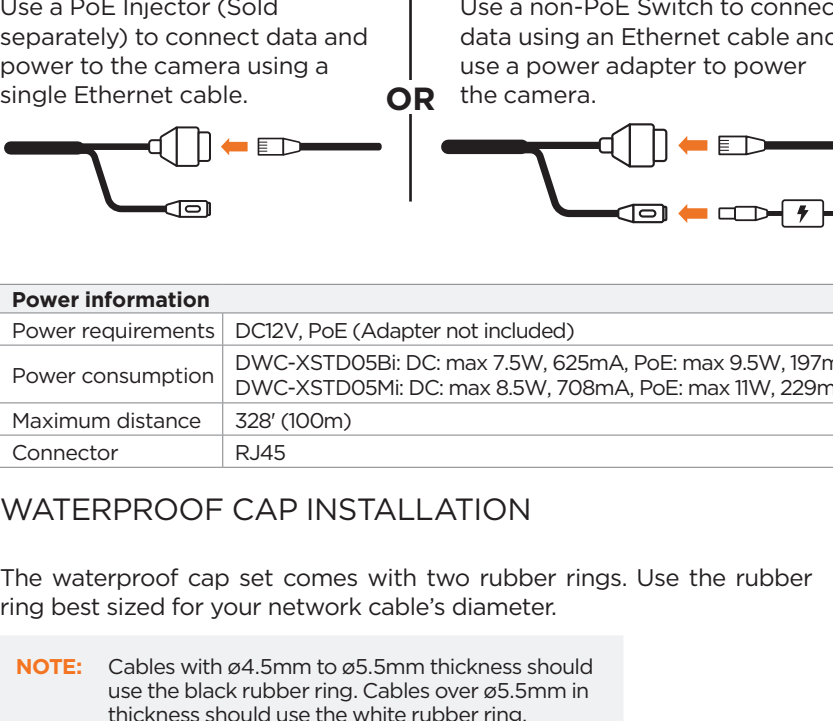 Use a PoE Injector (Sold
separately) to connect data and
power to the camera using a
single Ethernet cable.
OR
Use a non-PoE Switch to connect
data using an Ethernet cable and
use a power adapter to power
the camera.
Power information
Power requirements DC12V, PoE (Adapter not included)
Power consumption DWC-XSTD05Bi: DC: max 7.5W, 625mA, PoE: max 9.5W, 197m
DWC-XSTD05Mi: DC: max 8.5W, 708mA, PoE: max 11W, 229m
Maximum distance 328' (100m)
Connector RJ45
WATERPROOF CAP INSTALLATION
The waterproof cap set comes with two rubber rings. Use the rubber
ring best sized for your network cable's diameter.
NOTE: Cables with ø4.5mm to ø5.5mm thickness should
use the black rubber ring. Cables over ø5.5mm in
thickness should use the white rubber ring.